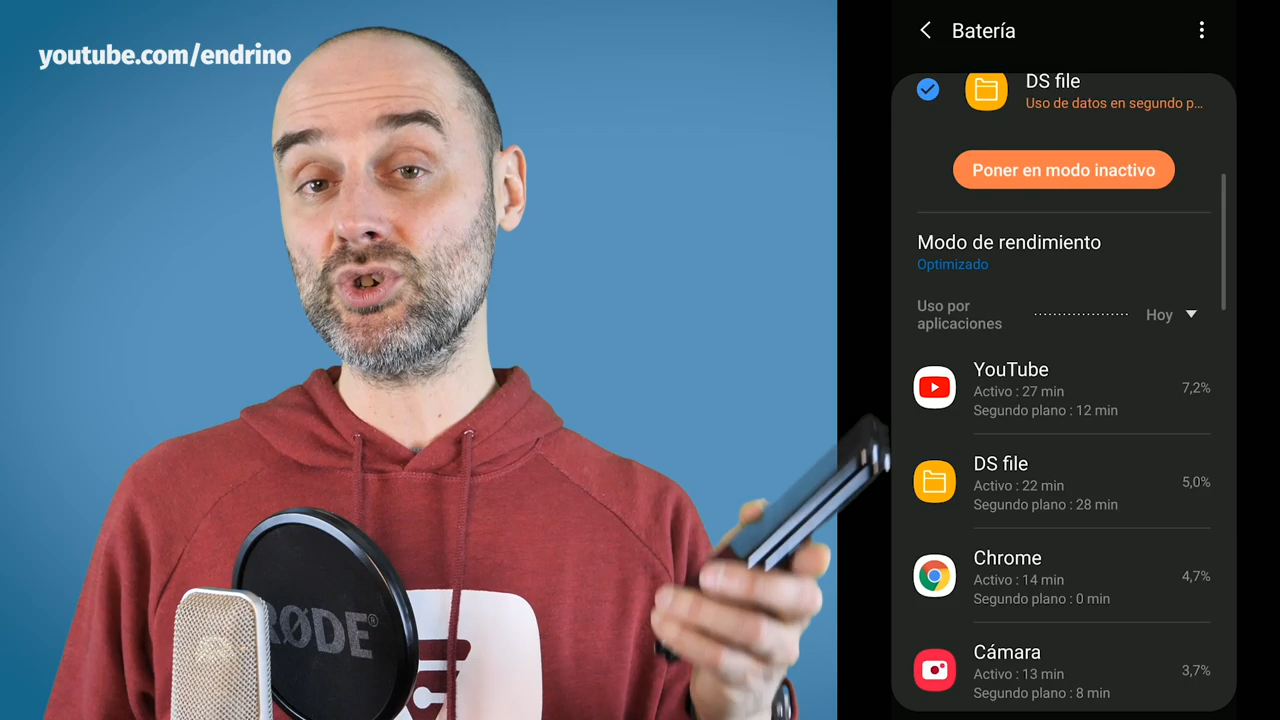 youtube.com/endrino
Batería
DS file
Uso de datos en segundo p...
Poner en modo inactivo
Modo de rendimiento
Optimizado
Uso por
aplicaciones
Hoy
YouTube
Activo : 27 min
7,2%
Segundo plano : 12 min
DS file
Activo : 22 min
5,0%
Segundo plano : 28 min
Chrome
Activo : 14 min
4,7%
Segundo plano : 0 min
Cámara
Activo : 13 min
3,7%
Segundo plano : 8 min
RØDE®